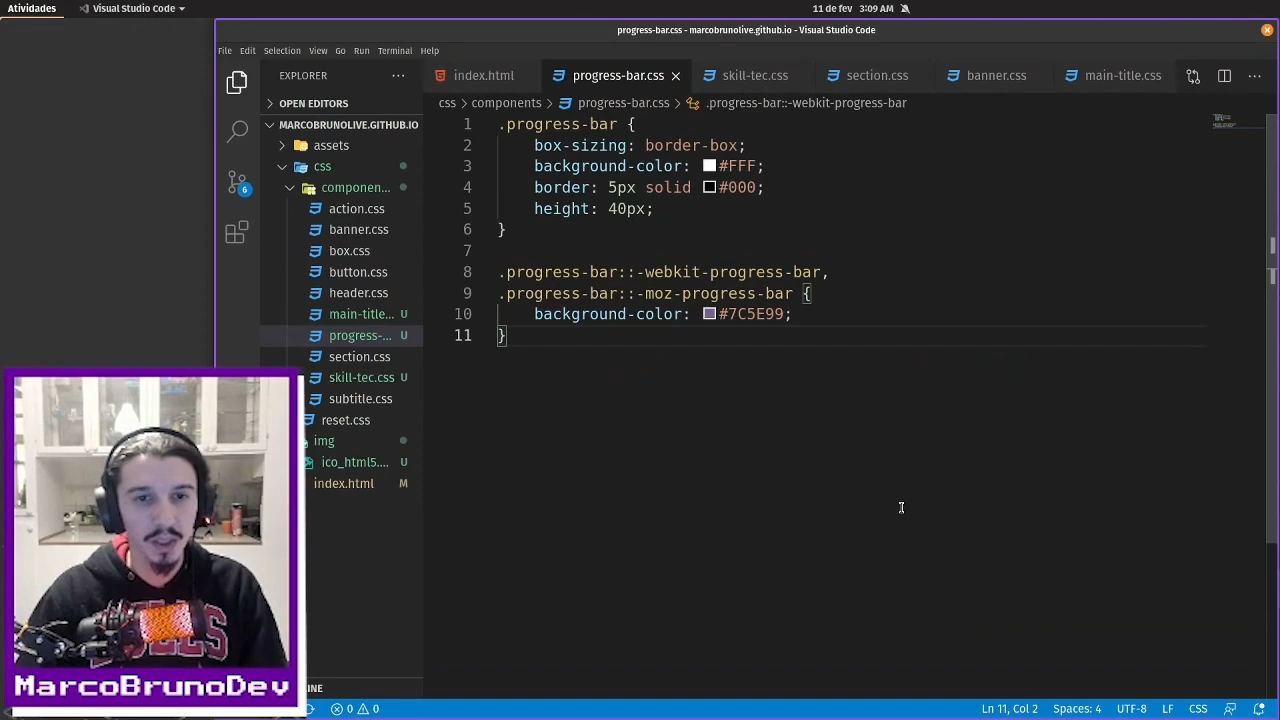 Atividades
Visual Studio Code
11 de fev 3:09 AM
progress-bar.css - marcobrunolive.github.io - Visual Studio Code
File Edit Selection View Go Run Terminal Help
EXPLORER
index.html
progress-bar.css
skill-tec.css
section.css
banner.css
main-title.css
OPEN EDITORS
css > components > progress-bar.css > .progress-bar::-webkit-progress-bar
MARCOBRUNOLIVE.GITHUB.IO
assets
css
componen...
action.css
banner.css
box.css
button.css
header.css
main-title... U
progress-... U
section.css
skill-tec.css U
subtitle.css
reset.css
img
ico_html5.... U
index.html M
6
1 .progress-bar {
2 box-sizing: border-box;
3 background-color: #FFF;
4 border: 5px solid #000;
5 height: 40px;
6 }
7
8 .progress-bar::-webkit-progress-bar,
9 .progress-bar::-moz-progress-bar {
10 background-color: #7C5E99;
11 }
BULLS
MarcoBrunoDev
INE
0 0
Ln 11, Col 2 Spaces: 4 UTF-8 LF CSS